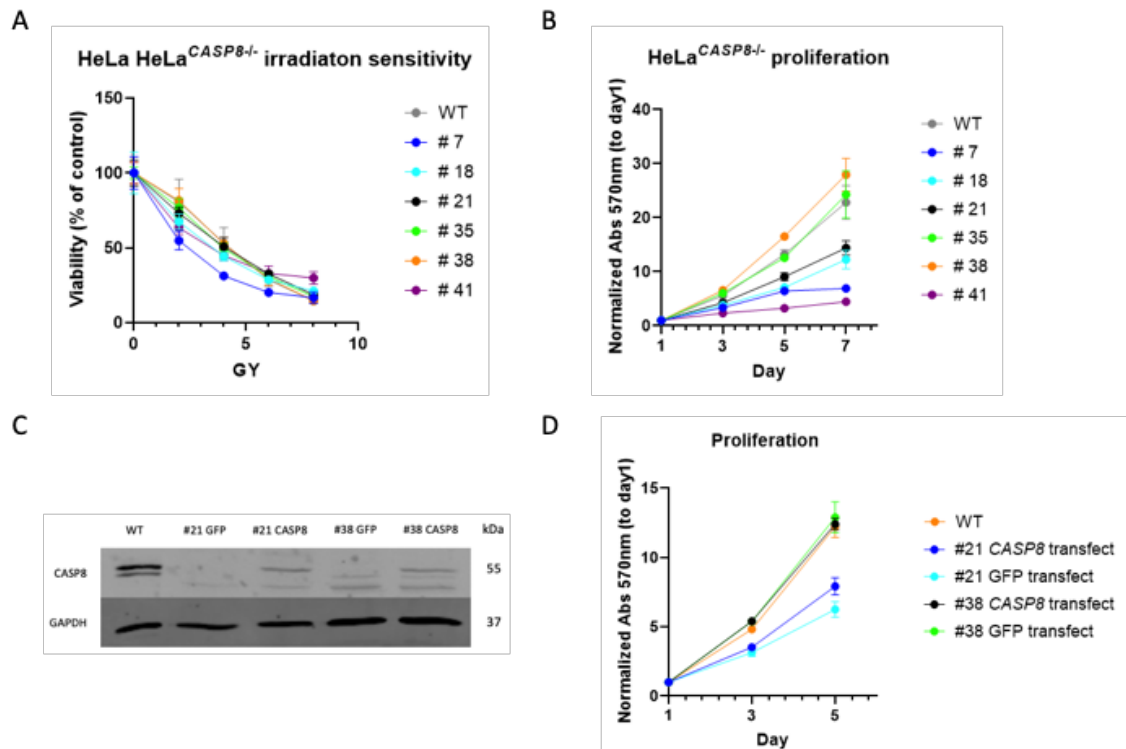 A
HeLa HeLaCASP8-/- irradiaton sensitivity
Viability (% of control)
150
100
50
0
0
5
10
GY
WT
# 7
# 18
# 21
# 35
# 38
# 41
B
HeLaCASP8-/- proliferation
Normalized Abs 570nm (to day1)
40
30
20
10
0
1
3
5
7
Day
WT
# 7
# 18
# 21
# 35
# 38
# 41
C
WT #21 GFP #21 CASP8 #38 GFP #38 CASP8 kDa
CASP8 55
GAPDH 37
D
Proliferation
Normalized Abs 570nm (to day1)
15
10
5
0
1
3
5
Day
WT
#21 CASP8 transfect
#21 GFP transfect
#38 CASP8 transfect
#38 GFP transfect